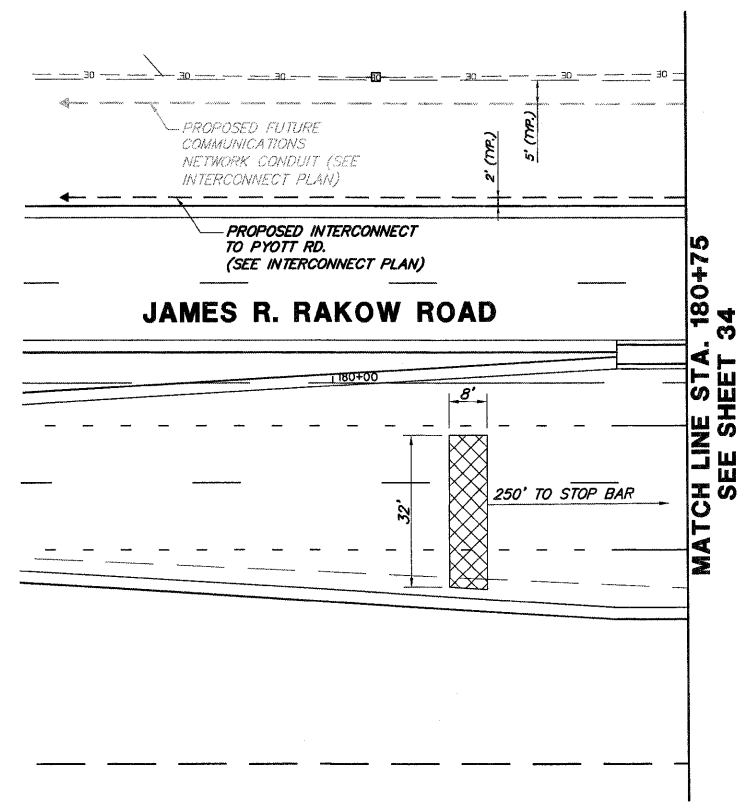 30 30 30 30 30 30 30
PROPOSED FUTURE
COMMUNICATIONS
NETWORK CONDUIT (SEE
INTERCONNECT PLAN)
2' (TYP.)
5' (TYP.)
PROPOSED INTERCONNECT
TO PYOTT RD.
(SEE INTERCONNECT PLAN)
JAMES R. RAKOW ROAD
180+00
8'
32'
250' TO STOP BAR
MATCH LINE STA. 180+75
SEE SHEET 34